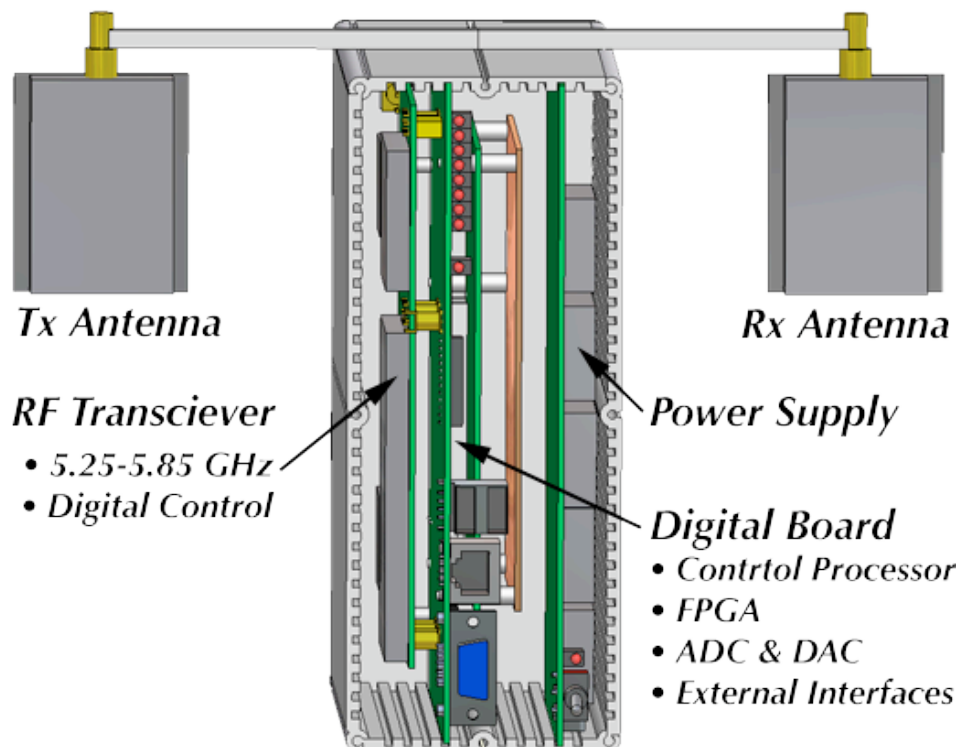 Tx Antenna
Rx Antenna
RF Transciever
• 5.25-5.85 GHz
• Digital Control
Power Supply
Digital Board
• Contrtol Processor
• FPGA
• ADC & DAC
• External Interfaces